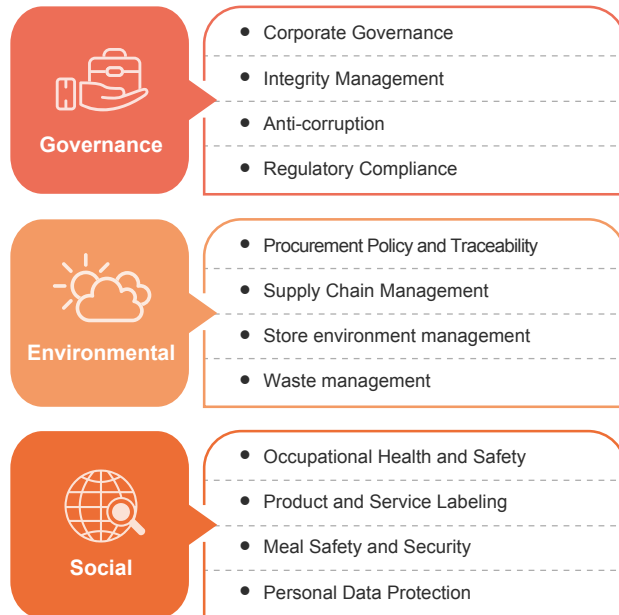 Governance
• Corporate Governance
• Integrity Management
• Anti-corruption
• Regulatory Compliance
Environmental
• Procurement Policy and Traceability
• Supply Chain Management
• Store environment management
• Waste management
Social
• Occupational Health and Safety
• Product and Service Labeling
• Meal Safety and Security
• Personal Data Protection